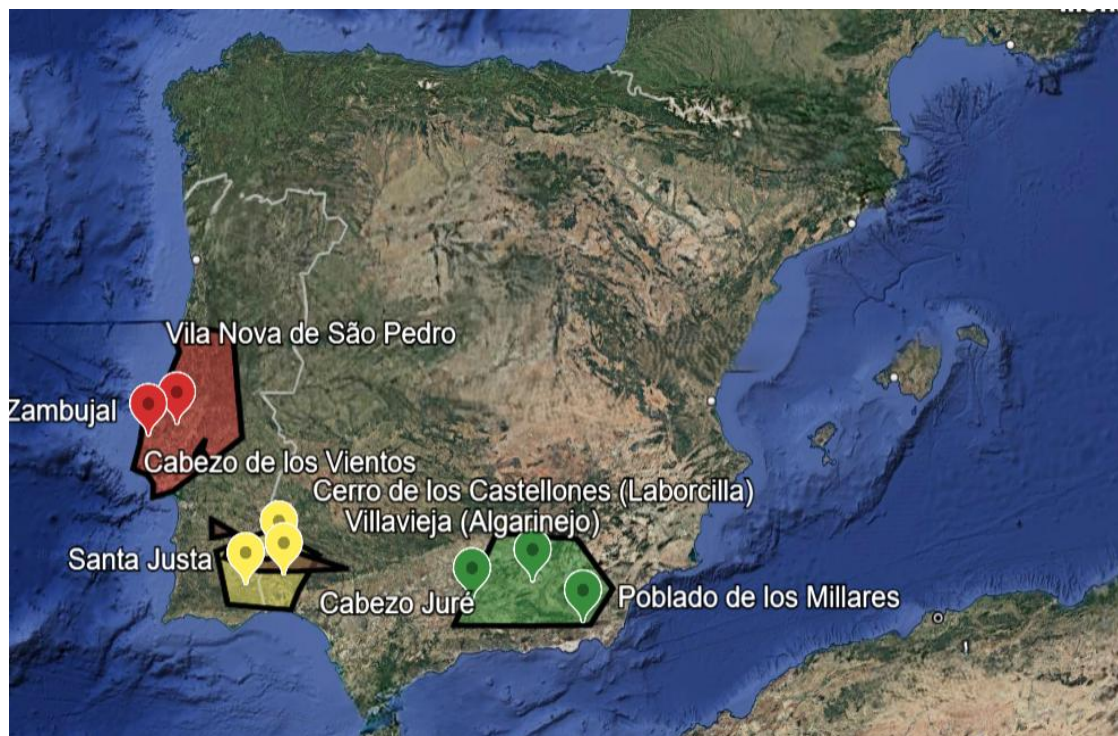 Vila Nova de São Pedro
Zambujal
Cabezo de los Vientos
Cerro de los Castellones (Laborcilla)
Villavieja (Algarinejo)
Santa Justa
Cabezo Juré
Poblado de los Millares